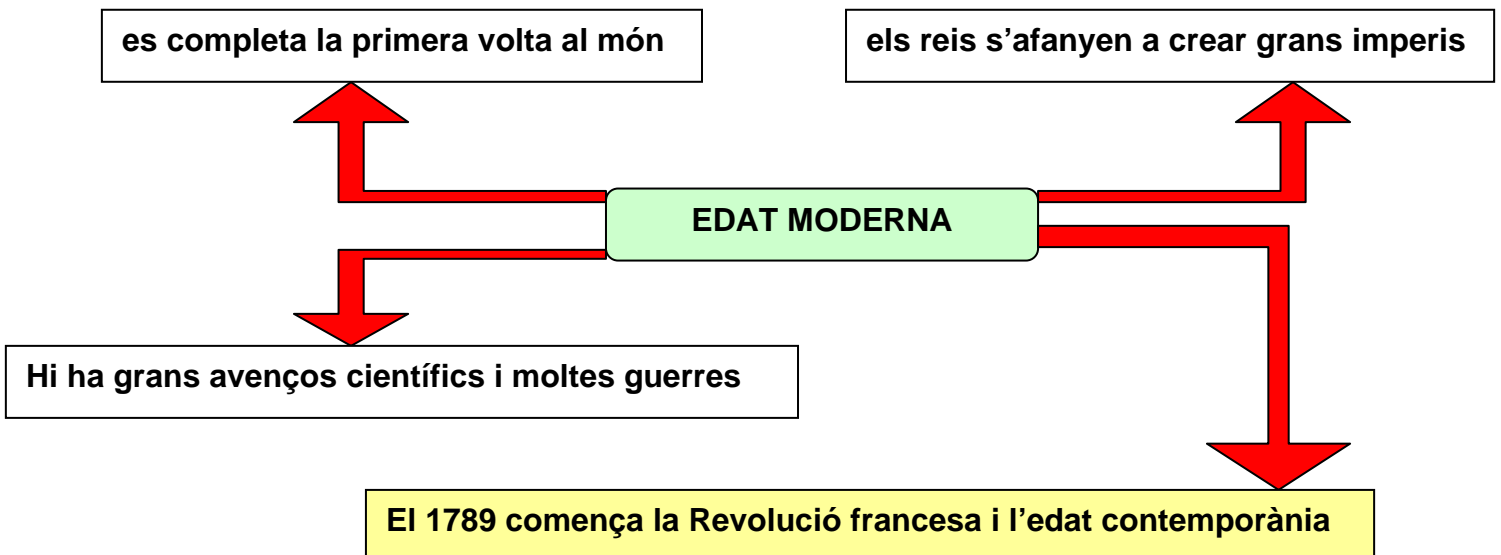 es completa la primera volta al món
els reis s’afanyen a crear grans imperis
EDAT MODERNA
Hi ha grans avenços científics i moltes guerres
El 1789 comença la Revolució francesa i l’edat contemporània